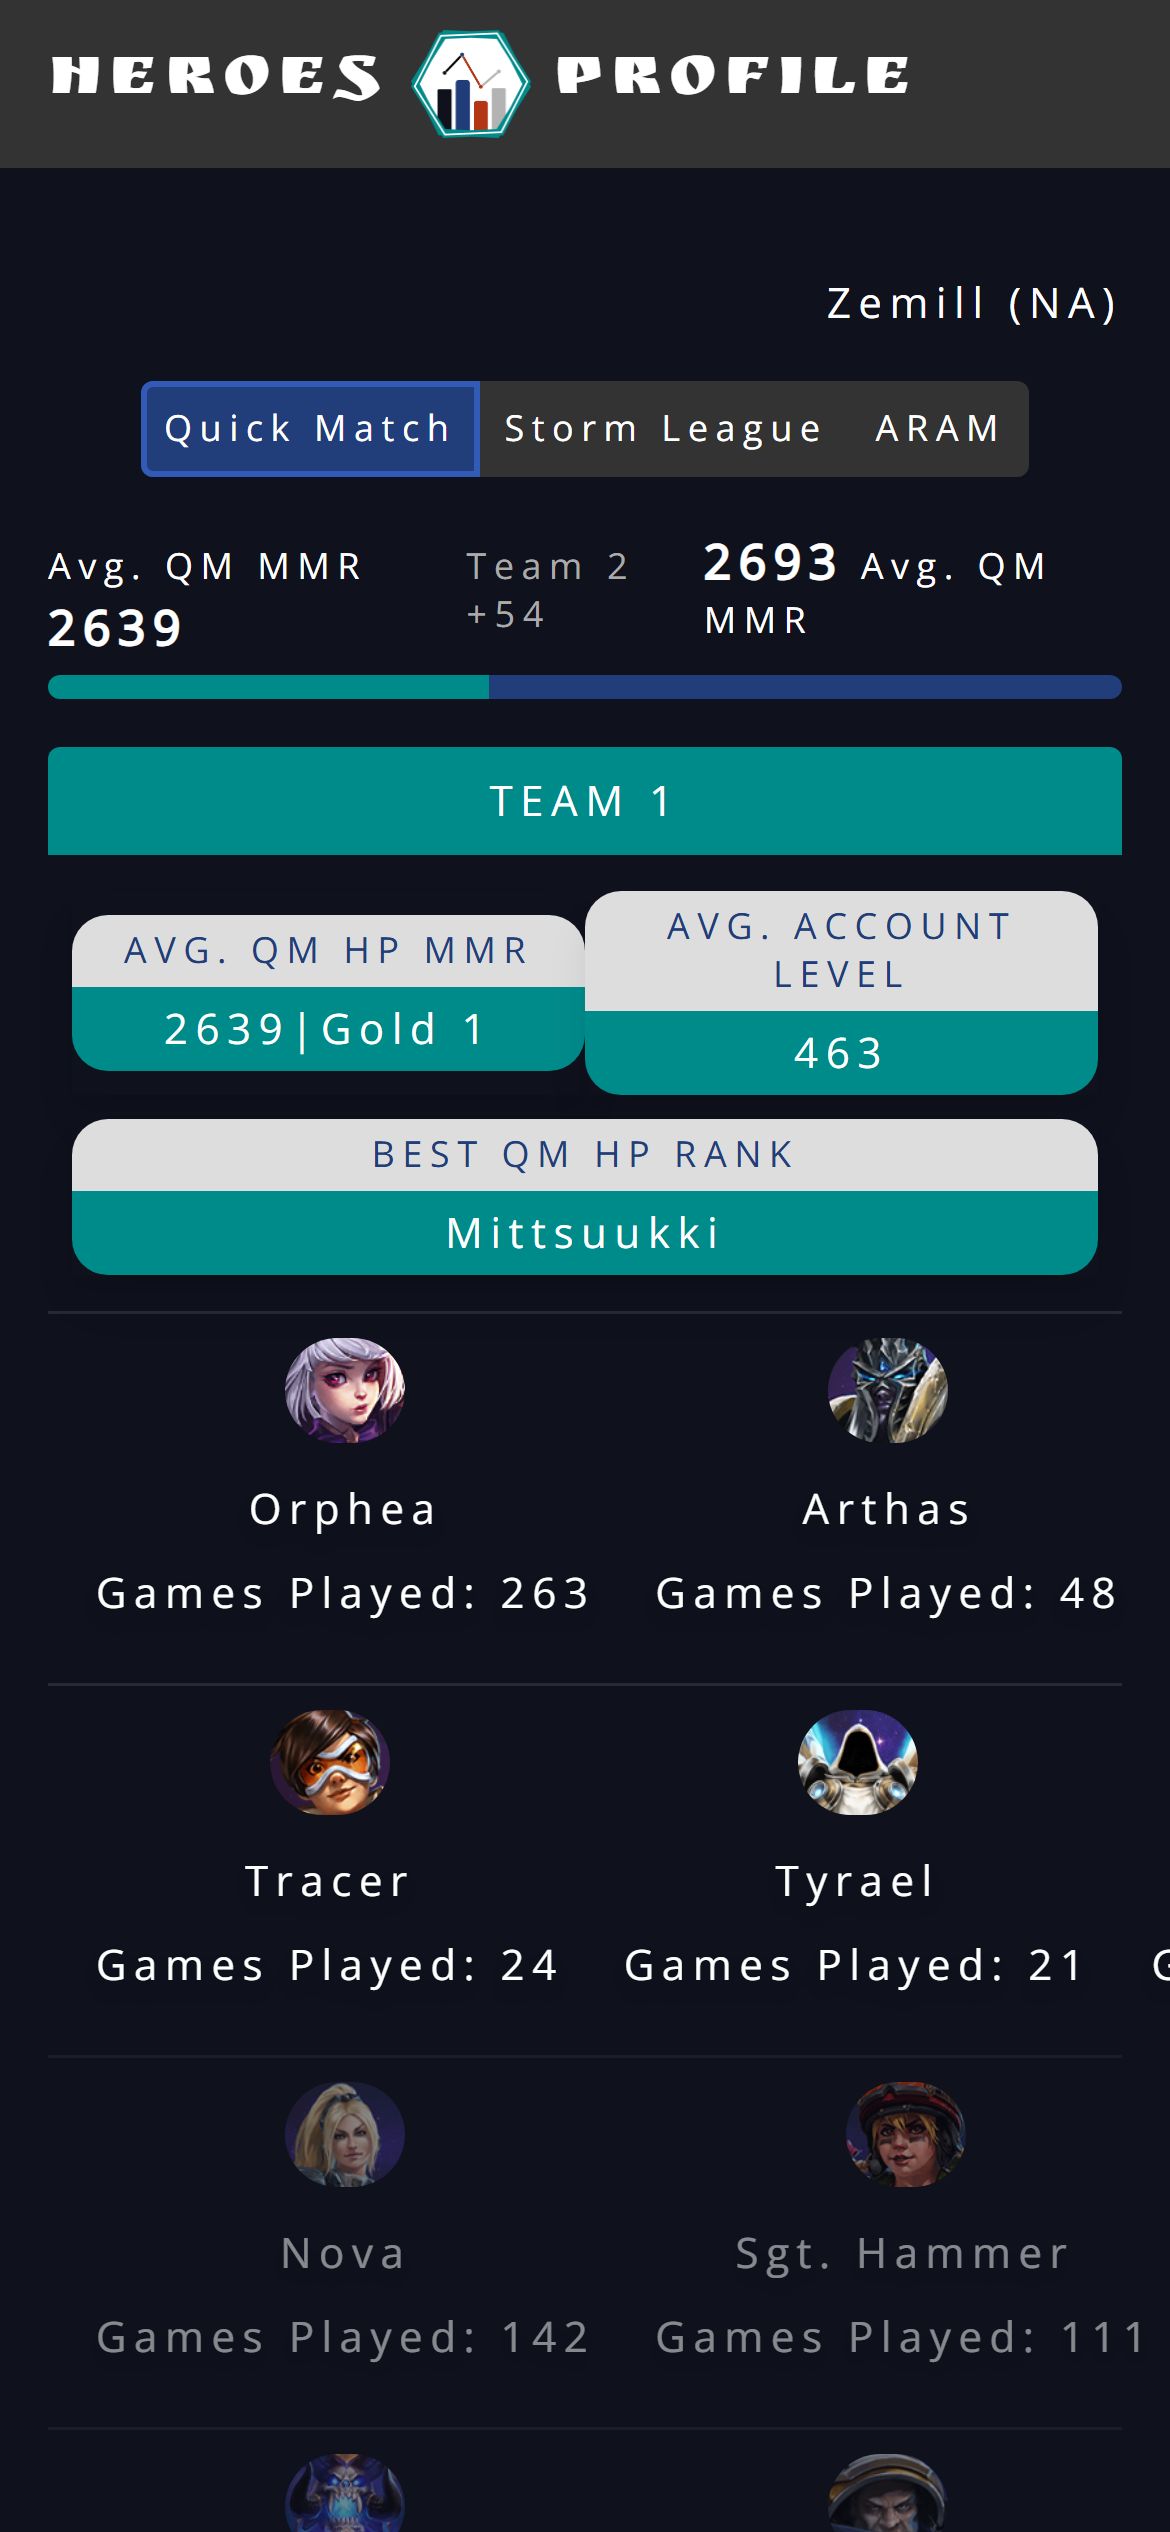 HEROES PROFILE
Zemill (NA)
Quick Match Storm League ARAM
Avg. QM MMR
2639
Team 2
+54
2693 Avg. QM
MMR
TEAM 1
AVG. QM HP MMR
2639|Gold 1
AVG. ACCOUNT
LEVEL
463
BEST QM HP RANK
Mittsuukki
Orphea
Games Played: 263
Arthas
Games Played: 48
Tracer
Games Played: 24
Tyrael
Games Played: 21
Nova
Games Played: 142
Sgt. Hammer
Games Played: 111